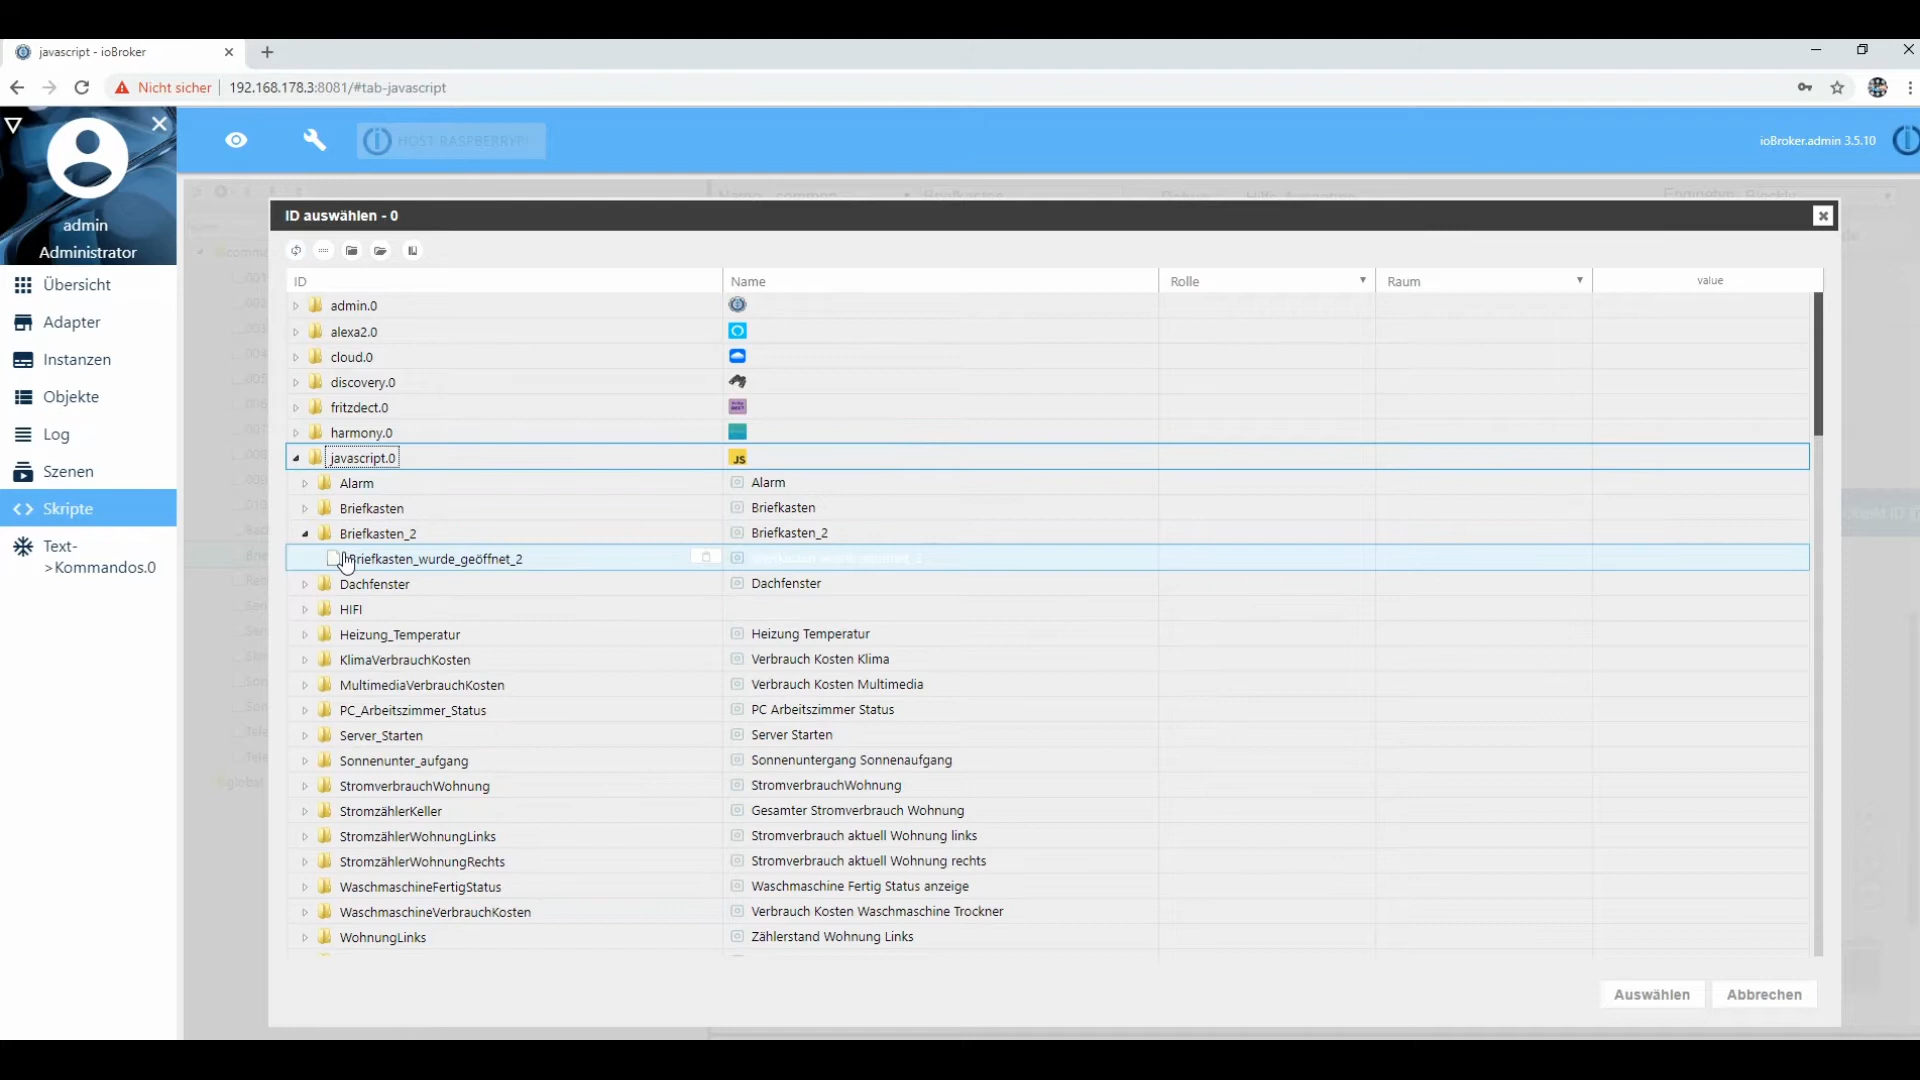 javascript - ioBroker
Nicht sicher
192.168.178.3:8081/#tab-javascript
HOST RASPBERRYPI
ioBroker.admin 3.5.10
admin
Administrator
Übersicht
Adapter
Instanzen
Objekte
Log
Szenen
Skripte
Text-
>Kommandos.0
ID auswählen - 0
ID Name Rolle Raum value
admin.0
alexa2.0
cloud.0
discovery.0
fritzdect.0
harmony.0
javascript.0 JS
Alarm Alarm
Briefkasten Briefkasten
Briefkasten_2 Briefkasten_2
Briefkasten_wurde_geöffnet_2
Dachfenster Dachfenster
HIFI
Heizung_Temperatur Heizung Temperatur
KlimaVerbrauchKosten Verbrauch Kosten Klima
MultimediaVerbrauchKosten Verbrauch Kosten Multimedia
PC_Arbeitszimmer_Status PC Arbeitszimmer Status
Server_Starten Server Starten
Sonnenunter_aufgang Sonnenuntergang Sonnenaufgang
StromverbrauchWohnung StromverbrauchWohnung
StromzählerKeller Gesamter Stromverbrauch Wohnung
StromzählerWohnungLinks Stromverbrauch aktuell Wohnung links
StromzählerWohnungRechts Stromverbrauch aktuell Wohnung rechts
WaschmaschineFertigStatus Waschmaschine Fertig Status anzeige
WaschmaschineVerbrauchKosten Verbrauch Kosten Waschmaschine Trockner
WohnungLinks Zählerstand Wohnung Links
Auswählen Abbrechen
global